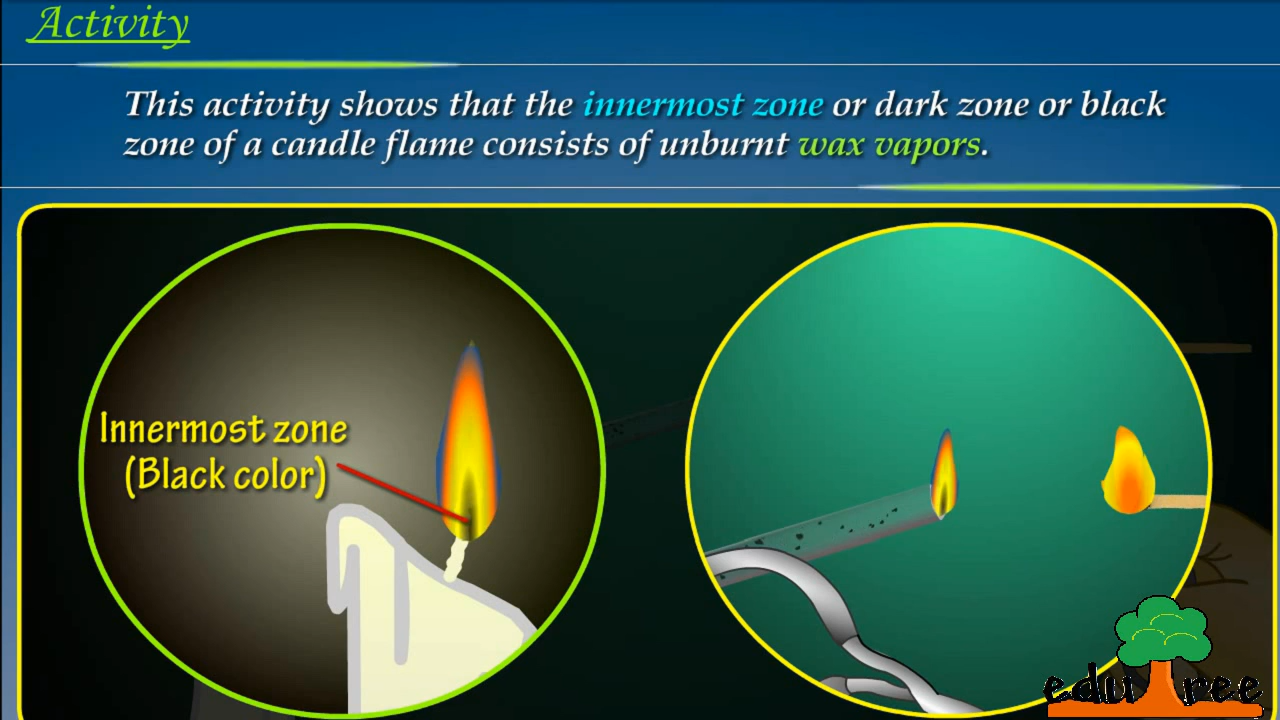 Activity
This activity shows that the innermost zone or dark zone or black
zone of a candle flame consists of unburnt wax vapors.
Innermost zone
(Black color)
eduTree